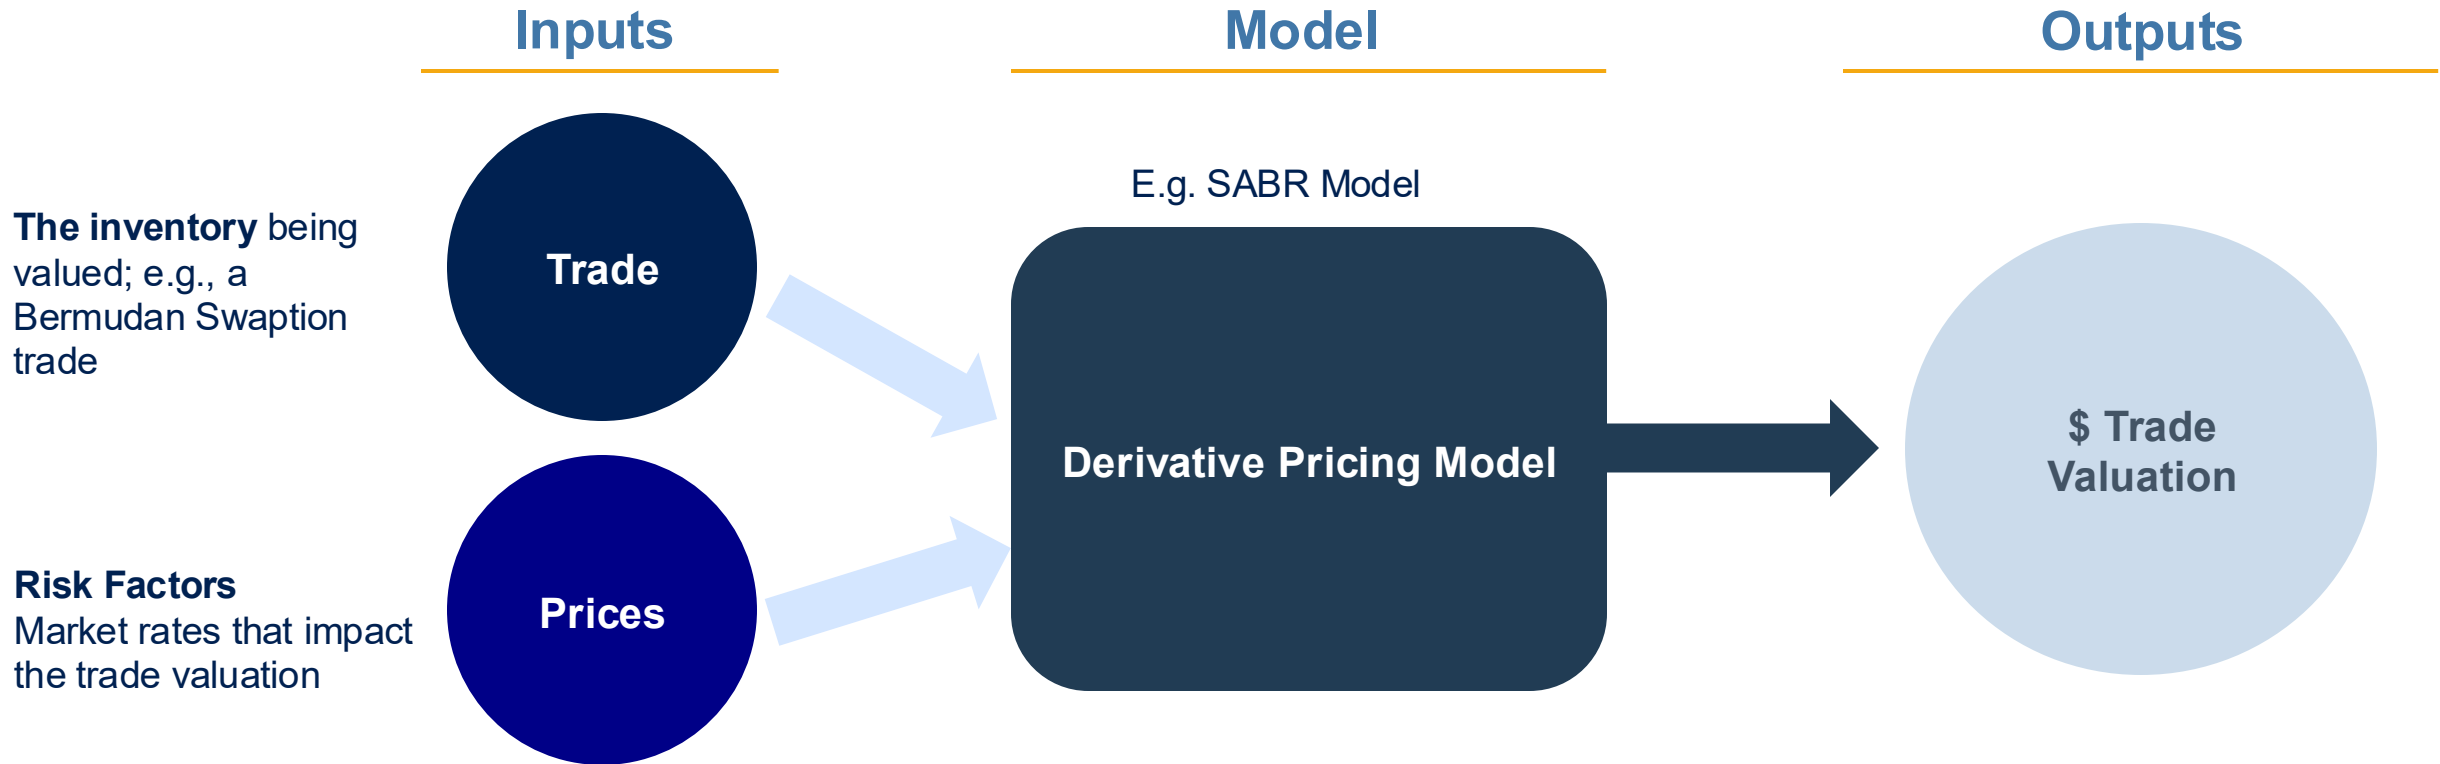 Inputs
Model
Outputs
The inventory being
valued; e.g., a
Bermudan Swaption
trade
Trade
E.g. SABR Model
Derivative Pricing Model
$ Trade
Valuation
Risk Factors
Market rates that impact
the trade valuation
Prices